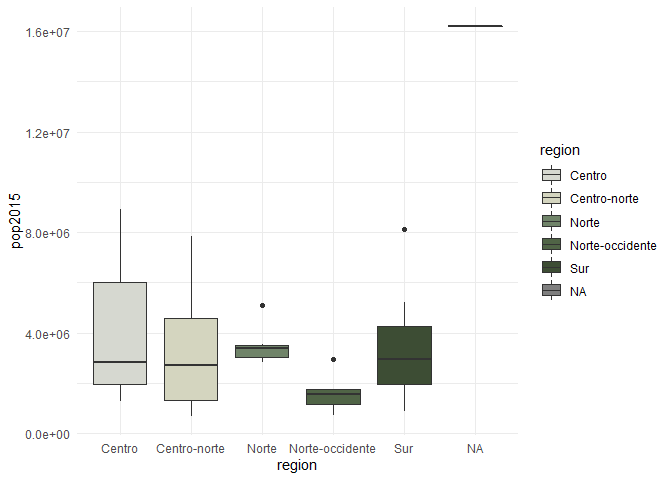 1.6e+07
1.2e+07
8.0e+06
4.0e+06
0.0e+00
pop2015
Centro Centro-norte Norte Norte-occidente Sur NA
region
region
Centro
Centro-norte
Norte
Norte-occidente
Sur
NA